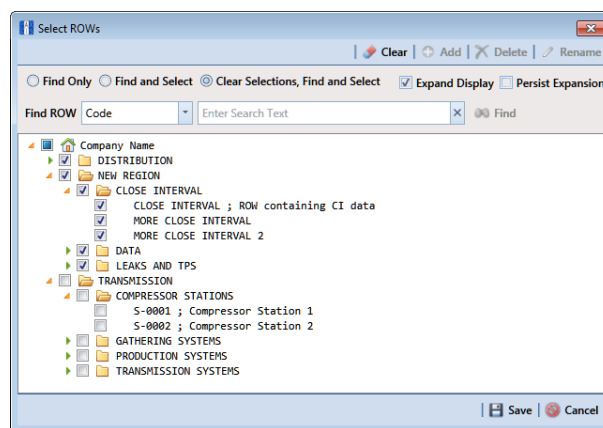 Select ROWs
Clear Add Delete Rename
Find Only Find and Select Clear Selections, Find and Select Expand Display Persist Expansion
Find ROW Code Enter Search Text Find
Company Name
DISTRIBUTION
NEW REGION
CLOSE INTERVAL
CLOSE INTERVAL ; ROW containing CI data
MORE CLOSE INTERVAL
MORE CLOSE INTERVAL 2
DATA
LEAKS AND TPS
TRANSMISSION
COMPRESSOR STATIONS
S-0001 ; Compressor Station 1
S-0002 ; Compressor Station 2
GATHERING SYSTEMS
PRODUCTION SYSTEMS
TRANSMISSION SYSTEMS
Save Cancel